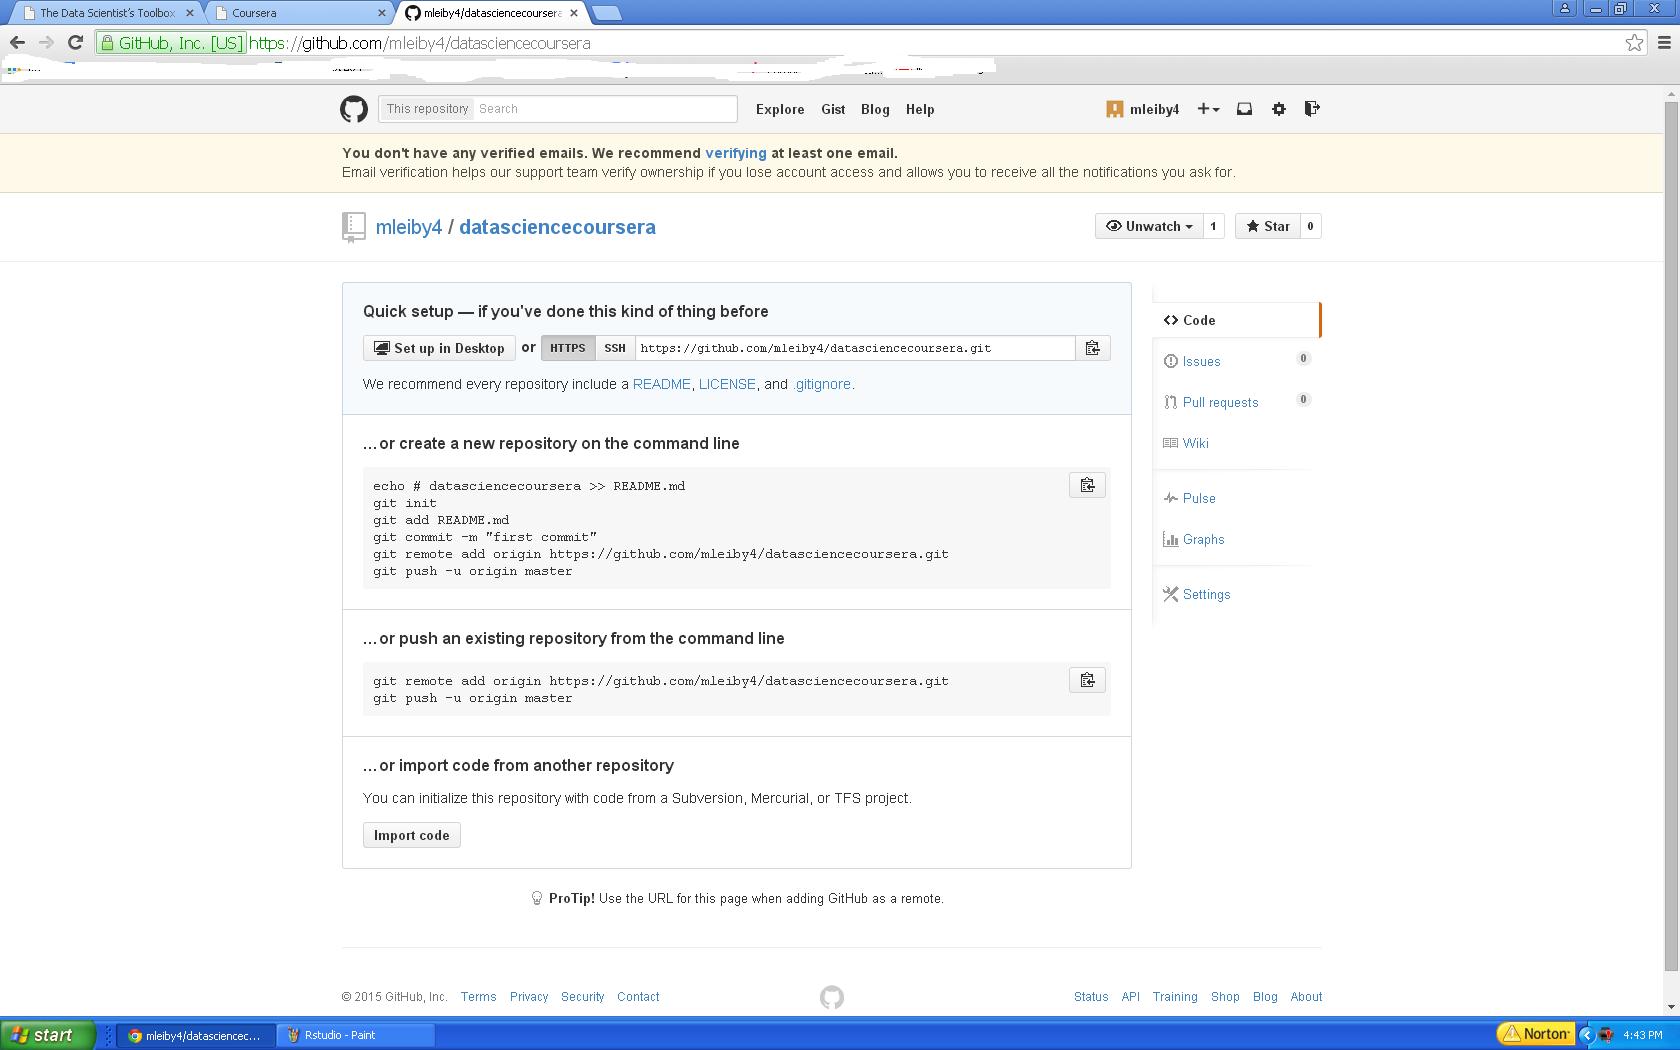 The Data Scientist's Toolbox
Coursera
mleiby4/datasciencecoursera
GitHub, Inc. [US] https://github.com/mleiby4/datasciencecoursera
This repository Search Explore Gist Blog Help mleiby4
You don't have any verified emails. We recommend verifying at least one email.
Email verification helps our support team verify ownership if you lose account access and allows you to receive all the notifications you ask for.
mleiby4 / datasciencecoursera Unwatch 1 Star 0
Quick setup — if you've done this kind of thing before
Set up in Desktop or HTTPS SSH https://github.com/mleiby4/datasciencecoursera.git
We recommend every repository include a README, LICENSE, and .gitignore.
…or create a new repository on the command line
echo # datasciencecoursera >> README.md
git init
git add README.md
git commit -m "first commit"
git remote add origin https://github.com/mleiby4/datasciencecoursera.git
git push -u origin master
…or push an existing repository from the command line
git remote add origin https://github.com/mleiby4/datasciencecoursera.git
git push -u origin master
…or import code from another repository
You can initialize this repository with code from a Subversion, Mercurial, or TFS project.
Import code
Code
Issues 0
Pull requests 0
Wiki
Pulse
Graphs
Settings
ProTip! Use the URL for this page when adding GitHub as a remote.
© 2015 GitHub, Inc. Terms Privacy Security Contact Status API Training Shop Blog About
start mleiby4/datasciencec... Rstudio - Paint Norton 4:43 PM